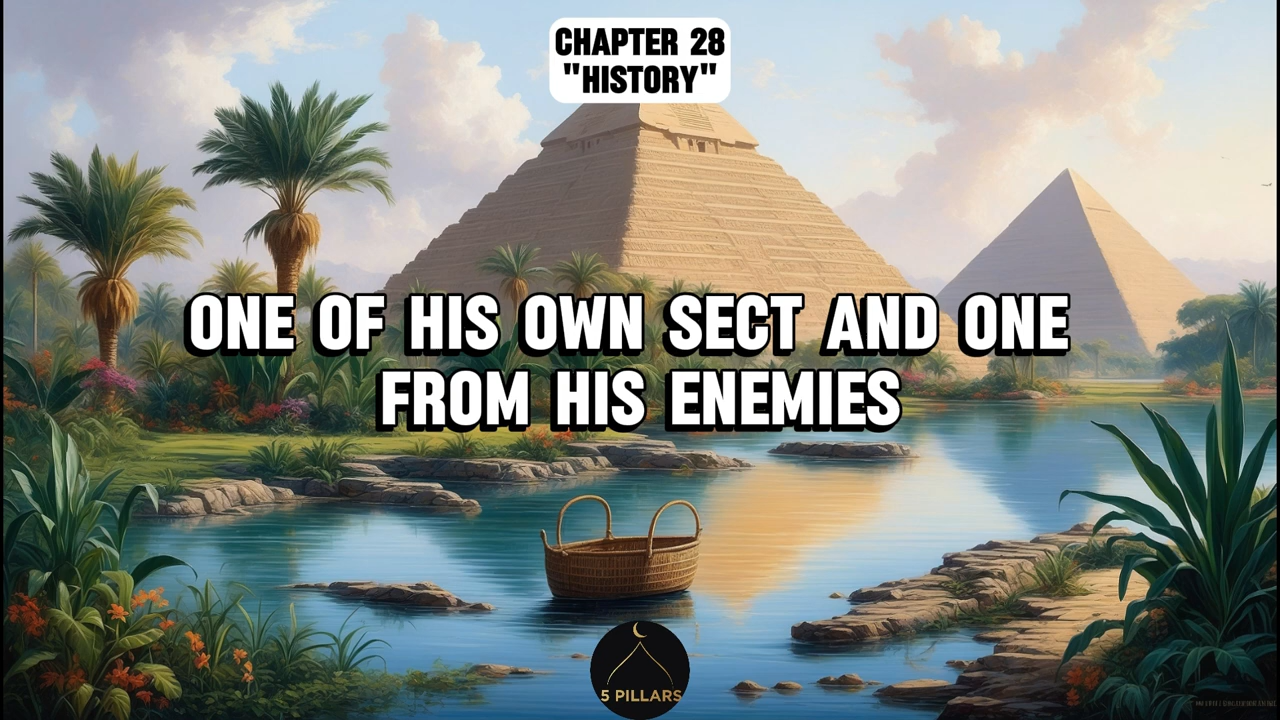 CHAPTER 28
"HISTORY"
ONE OF HIS OWN SECT AND ONE
FROM HIS ENEMIES
5 PILLARS